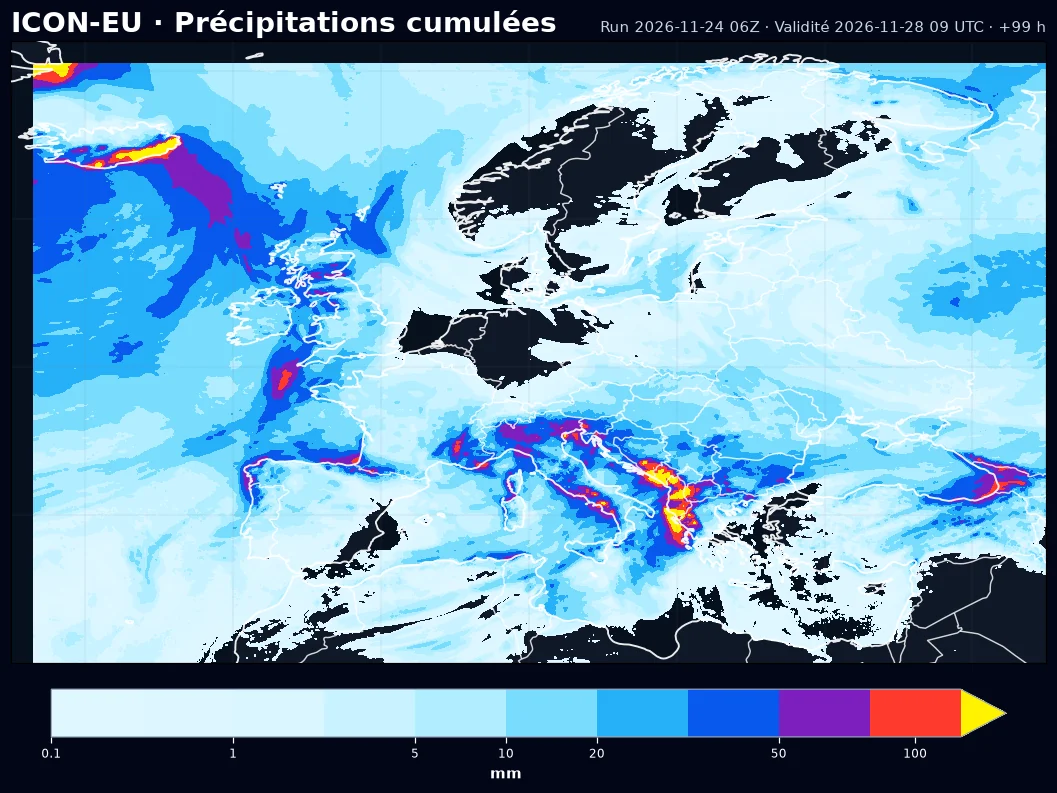 ICON-EU · Précipitations cumulées
Run 2026-11-24 06Z · Validité 2026-11-28 09 UTC · +99 h
0.1 1 5 10 20 50 100
mm